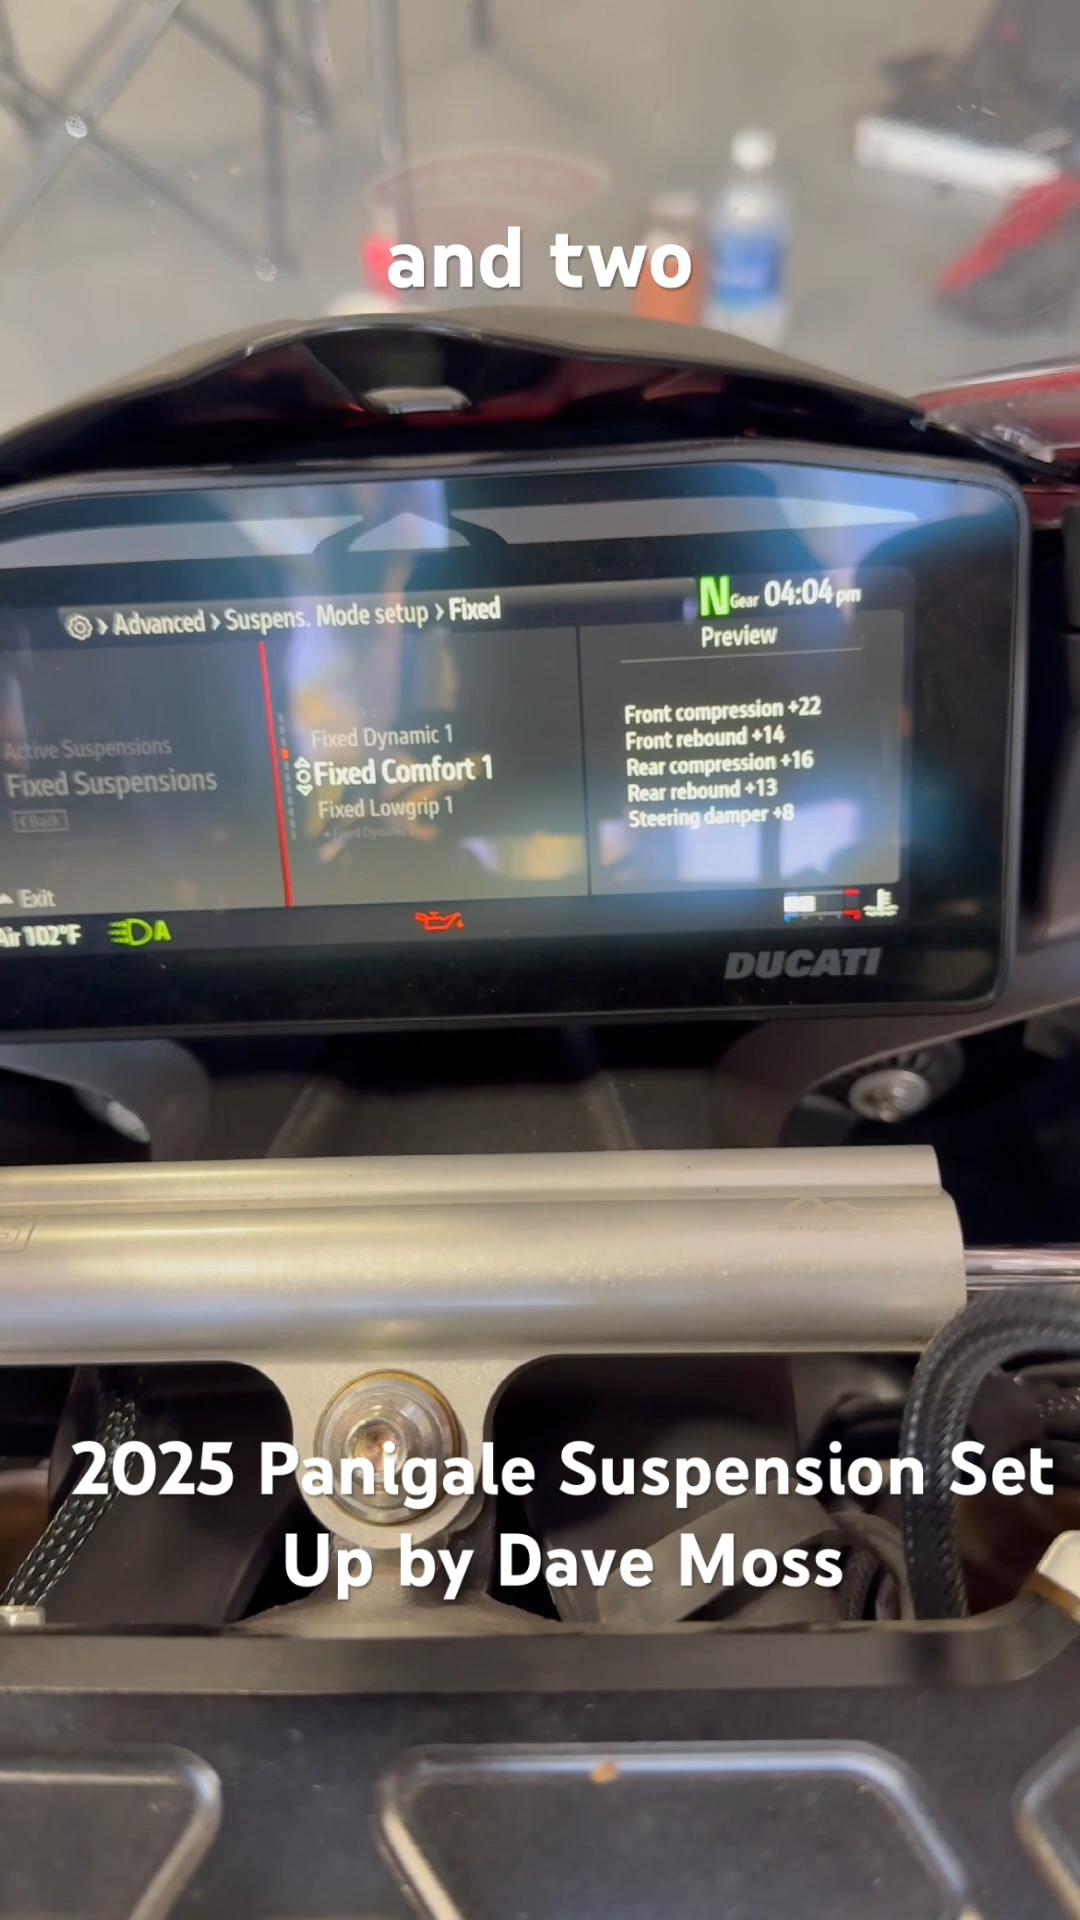 and two
Advanced > Suspens. Mode setup > Fixed
N Gear 04:04 pm
Preview
Active Suspensions
Fixed Suspensions
<Back
Fixed Dynamic 1
Fixed Comfort 1
Fixed Lowgrip 1
Front compression +22
Front rebound +14
Rear compression +16
Rear rebound +13
Steering damper +8
Exit
Air 102°F
A
DUCATI
2025 Panigale Suspension Set
Up by Dave Moss